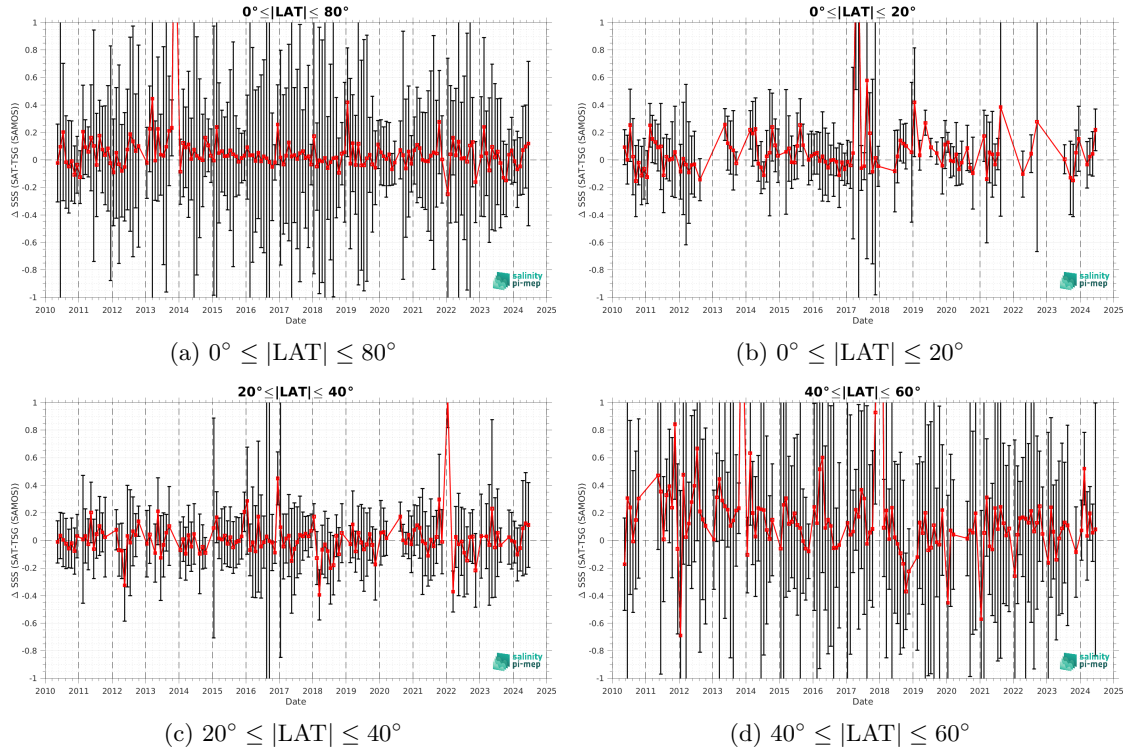 0°≤|LAT|≤ 80°
Δ SSS (SAT-TSG (SAMOS))
1
0.8
0.6
0.4
0.2
0
-0.2
-0.4
-0.6
-0.8
-1
2010 2011 2012 2013 2014 2015 2016 2017 2018 2019 2020 2021 2022 2023 2024 2025
Date
salinity
pi-mep
(a) 0° ≤ |LAT| ≤ 80°
0°≤|LAT|≤ 20°
Δ SSS (SAT-TSG (SAMOS))
1
0.8
0.6
0.4
0.2
0
-0.2
-0.4
-0.6
-0.8
-1
2010 2011 2012 2013 2014 2015 2016 2017 2018 2019 2020 2021 2022 2023 2024 2025
Date
salinity
pi-mep
(b) 0° ≤ |LAT| ≤ 20°
20°≤|LAT|≤ 40°
Δ SSS (SAT-TSG (SAMOS))
1
0.8
0.6
0.4
0.2
0
-0.2
-0.4
-0.6
-0.8
-1
2010 2011 2012 2013 2014 2015 2016 2017 2018 2019 2020 2021 2022 2023 2024 2025
Date
salinity
pi-mep
(c) 20° ≤ |LAT| ≤ 40°
40°≤|LAT|≤ 60°
Δ SSS (SAT-TSG (SAMOS))
1
0.8
0.6
0.4
0.2
0
-0.2
-0.4
-0.6
-0.8
-1
2010 2011 2012 2013 2014 2015 2016 2017 2018 2019 2020 2021 2022 2023 2024 2025
Date
salinity
pi-mep
(d) 40° ≤ |LAT| ≤ 60°